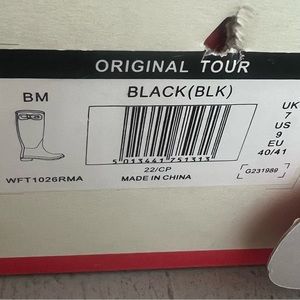 ORIGINAL TOUR
BM
BLACK(BLK)
UK
7
US
9
EU
40/41
5013441751313
22/CP
WFT1026RMA
MADE IN CHINA
G231989